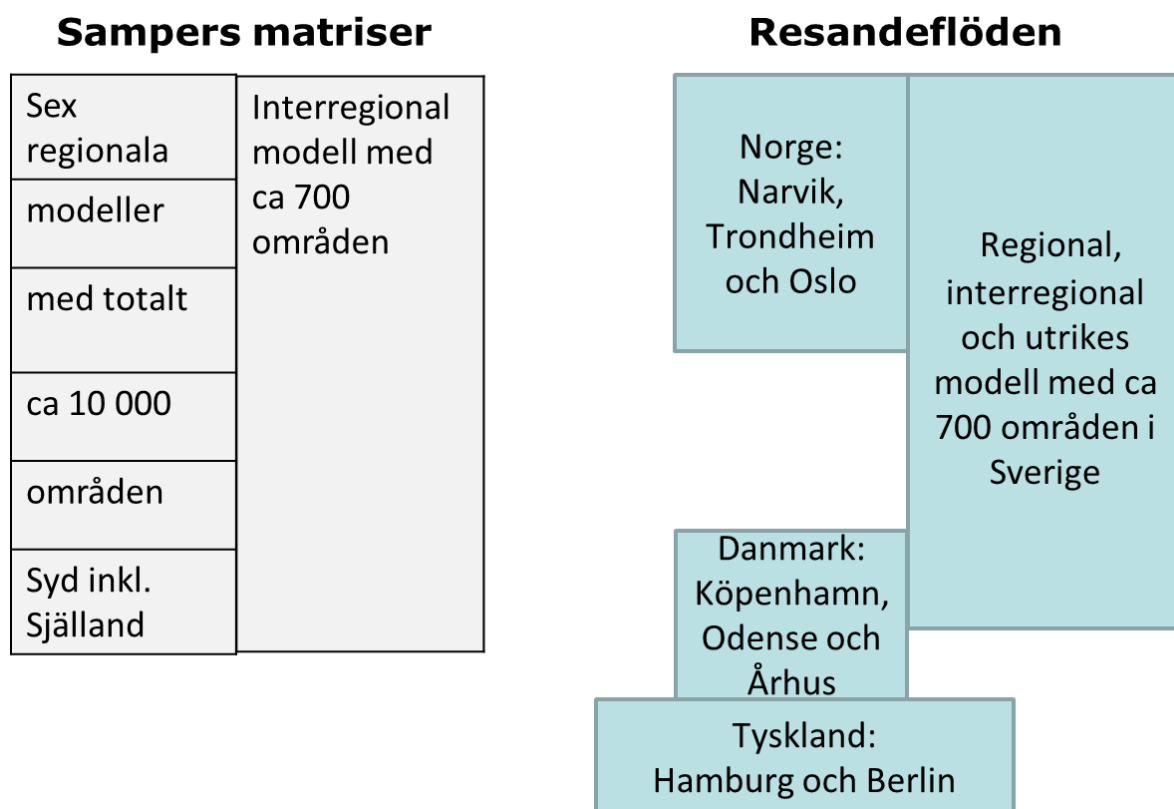 Sampers matriser
Sex
regionala
modeller
med totalt
ca 10 000
områden
Syd inkl.
Själland
Interregional
modell med
ca 700
områden
Resandeflöden
Norge:
Narvik,
Trondheim
och Oslo
Regional,
interregional
och utrikes
modell med ca
700 områden i
Sverige
Danmark:
Köpenhamn,
Odense och
Århus
Tyskland:
Hamburg och Berlin